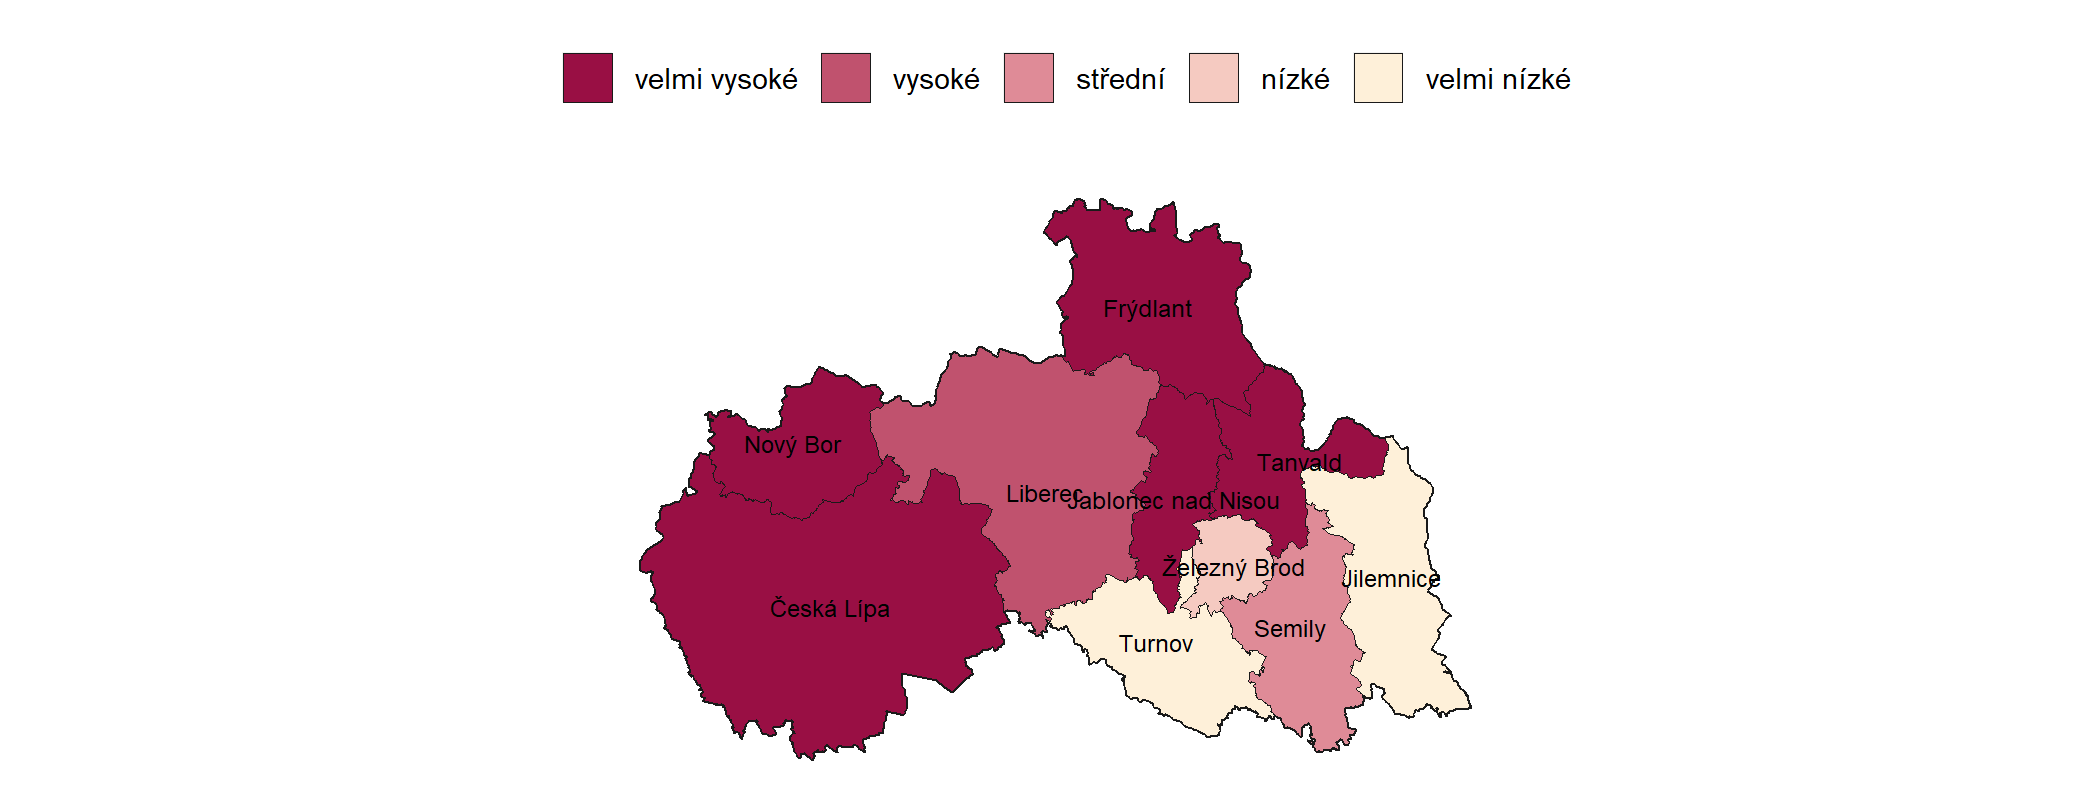 velmi vysoké vysoké střední nízké velmi nízké
Frýdlant
Nový Bor
Tanvald
Liberec
Jablonec nad Nisou
Železný Brod
Jilemnice
Česká Lípa
Semily
Turnov